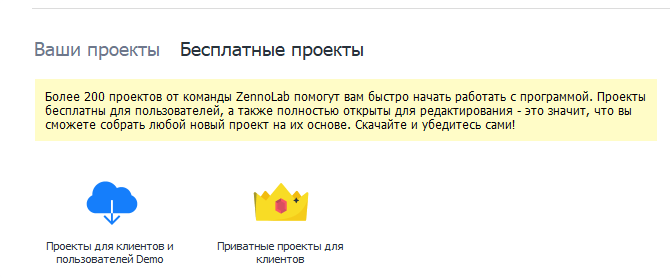 Ваши проекты Бесплатные проекты
Более 200 проектов от команды ZennoLab помогут вам быстро начать работать с программой. Проекты
бесплатны для пользователей, а также полностью открыты для редактирования - это значит, что вы
сможете собрать любой новый проект на их основе. Скачайте и убедитесь сами!
Проекты для клиентов и
пользователей Demo
Приватные проекты для
клиентов